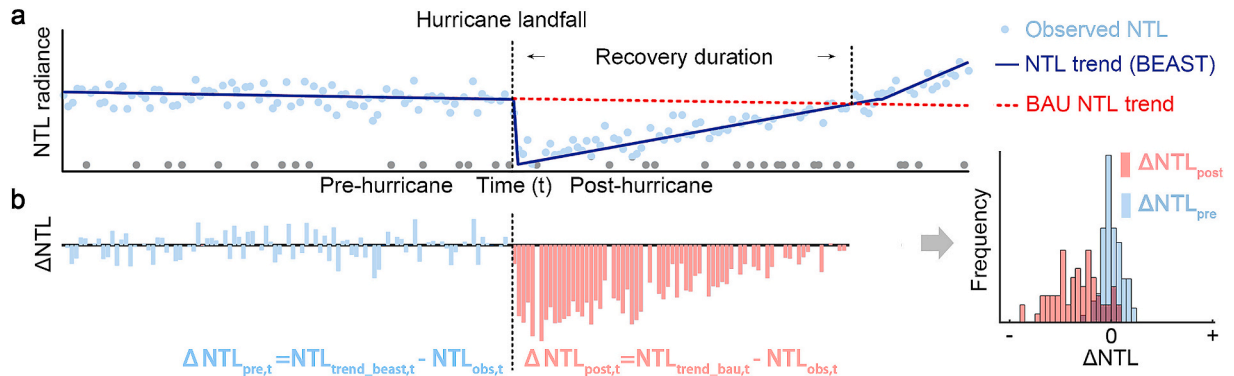 a
Hurricane landfall
NTL radiance
← Recovery duration →
Observed NTL
NTL trend (BEAST)
BAU NTL trend
Pre-hurricane Time (t) Post-hurricane
b
ΔNTL
ΔNTLpre,t=NTLtrend_beast,t - NTLobs,t
ΔNTLpost,t=NTLtrend_bau,t - NTLobs,t
Frequency
ΔNTLpost
ΔNTLpre
- 0 +
ΔNTL